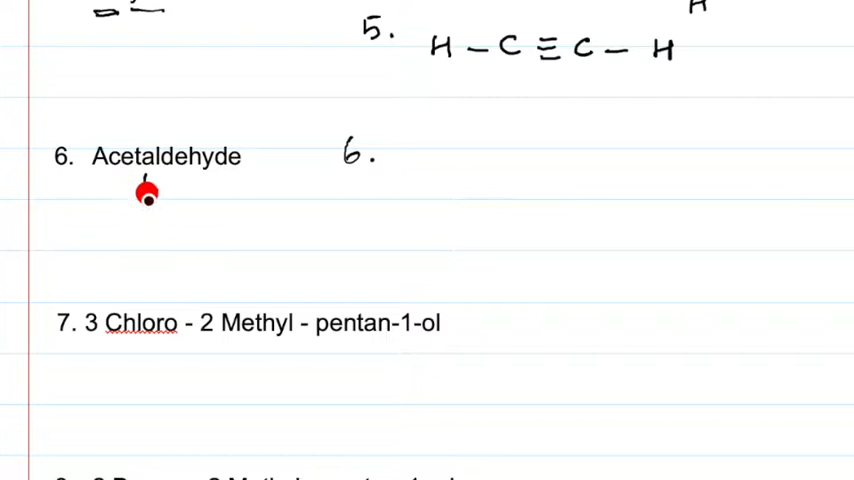 H
5.
H - C ≡ C - H
6. Acetaldehyde 6.
7. 3 Chloro - 2 Methyl - pentan-1-ol